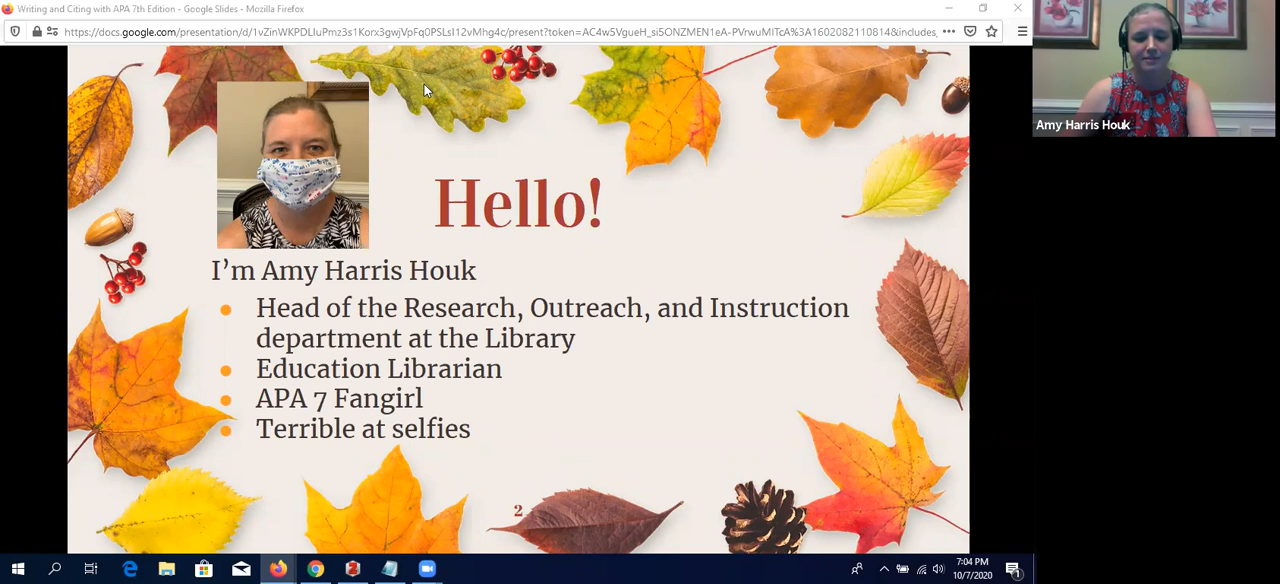 Writing and Citing with APA 7th Edition - Google Slides - Mozilla Firefox
https://docs.google.com/presentation/d/1vZinWKPDLIuPmz3s1Korx3gwjVpFq0PSLsI12vMhg4c/present?token=AC4w5VgueH_si5ONZMEN1eA-PVrwuMITcA%3A1602082110814&includes_
Amy Harris Houk
Hello!
I'm Amy Harris Houk
Head of the Research, Outreach, and Instruction
department at the Library
Education Librarian
APA 7 Fangirl
Terrible at selfies
2
7:04 PM
10/7/2020
1